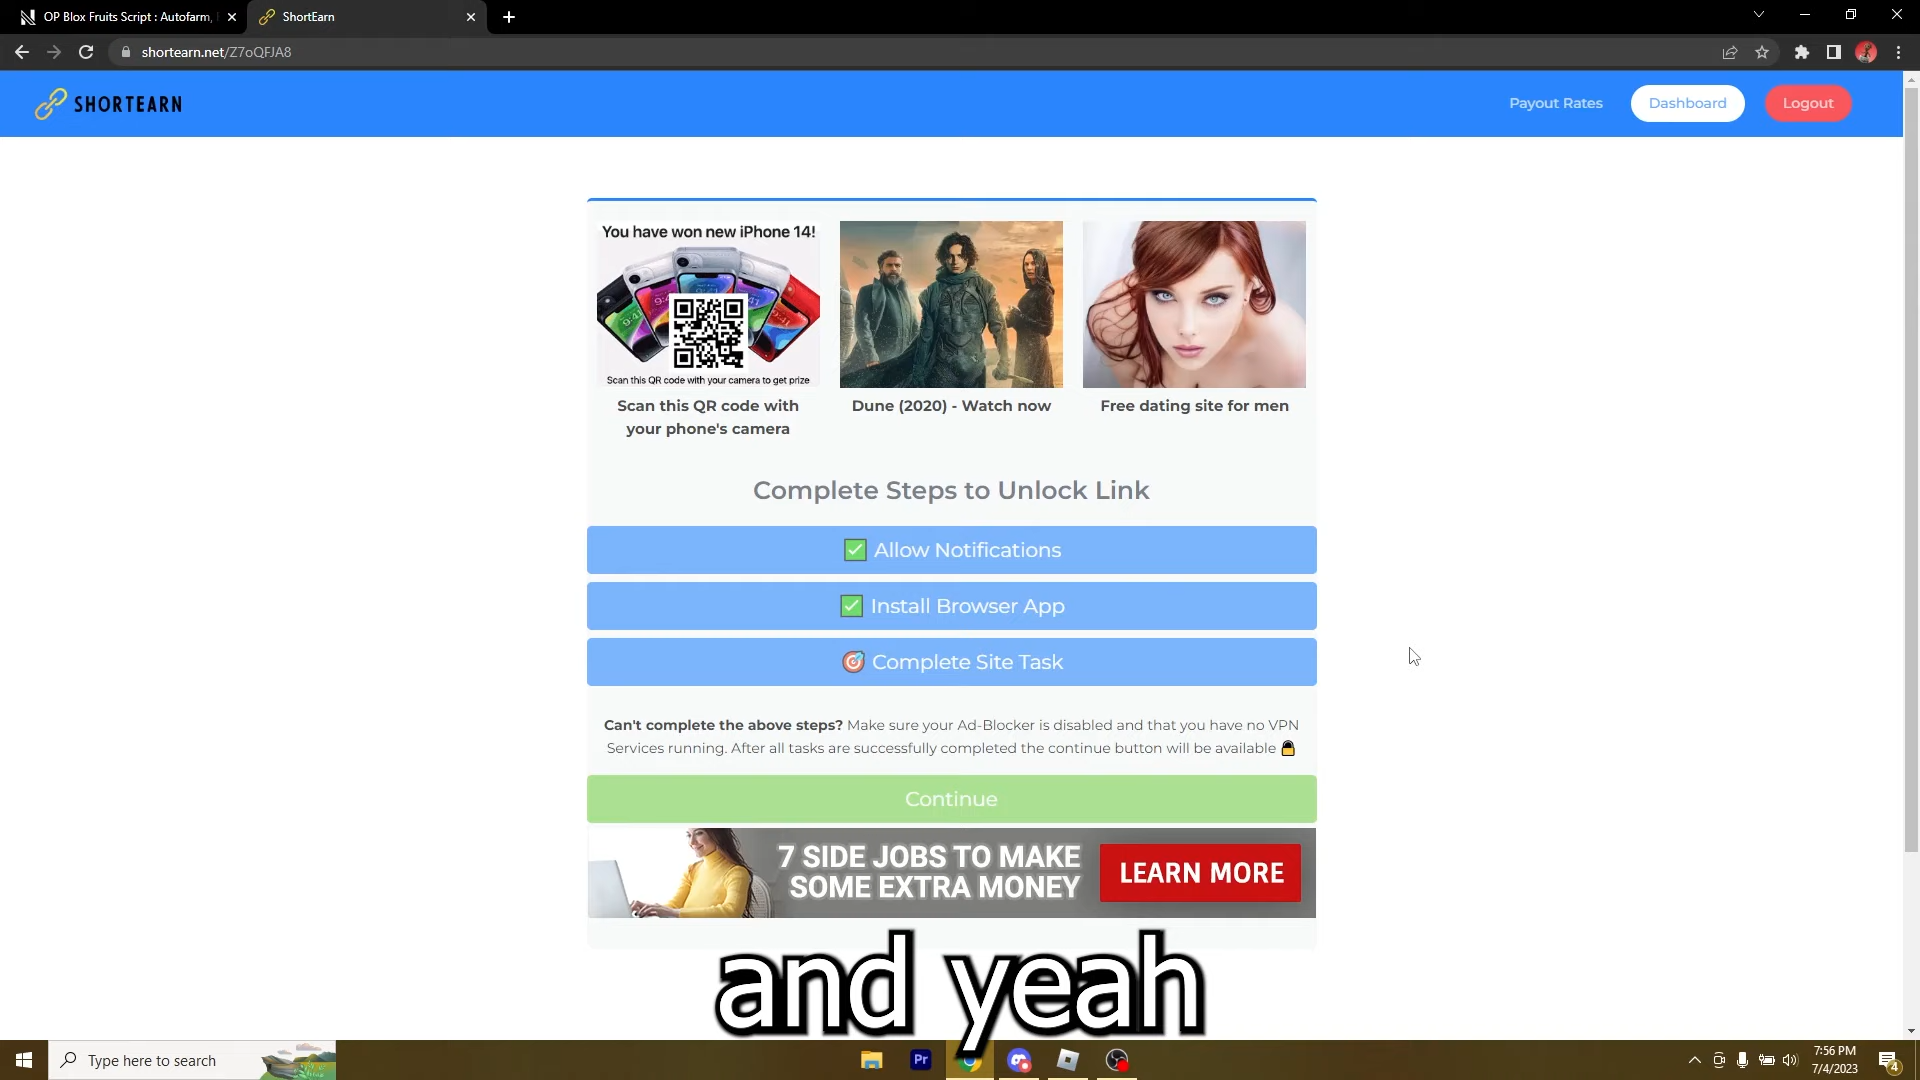 OP Blox Fruits Script : Autofarm,
ShortEarn
shortearn.net/Z7oQFJA8
SHORTEARN
Payout Rates
Dashboard
Logout
You have won new iPhone 14!
Scan this QR code with your camera to get prize
Scan this QR code with
your phone's camera
Dune (2020) - Watch now
Free dating site for men
Complete Steps to Unlock Link
Allow Notifications
Install Browser App
Complete Site Task
Can't complete the above steps? Make sure your Ad-Blocker is disabled and that you have no VPN
Services running. After all tasks are successfully completed the continue button will be available
Continue
7 SIDE JOBS TO MAKE
SOME EXTRA MONEY
LEARN MORE
and yeah
Type here to search
Pr
7:56 PM
7/4/2023
4